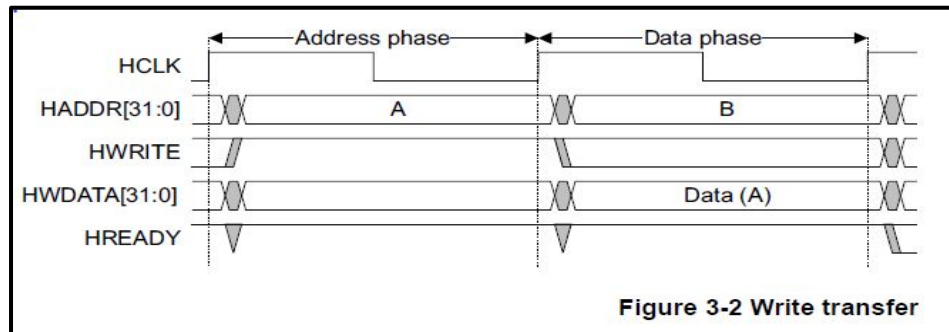 Address phase Data phase
HCLK
HADDR[31:0] A B
HWRITE
HWDATA[31:0] Data (A)
HREADY
Figure 3-2 Write transfer